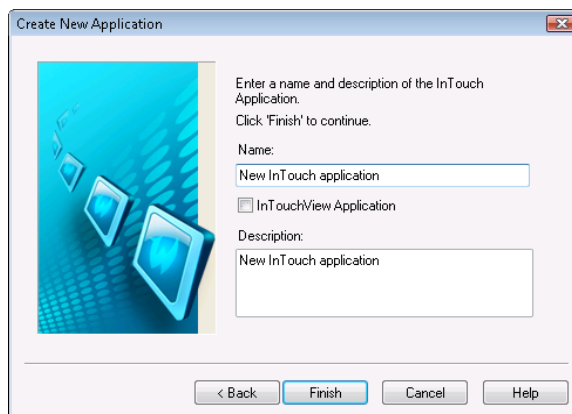 Create New Application
Enter a name and description of the InTouch
Application.
Click 'Finish' to continue.
Name:
New InTouch application
InTouchView Application
Description:
New InTouch application
< Back
Finish
Cancel
Help